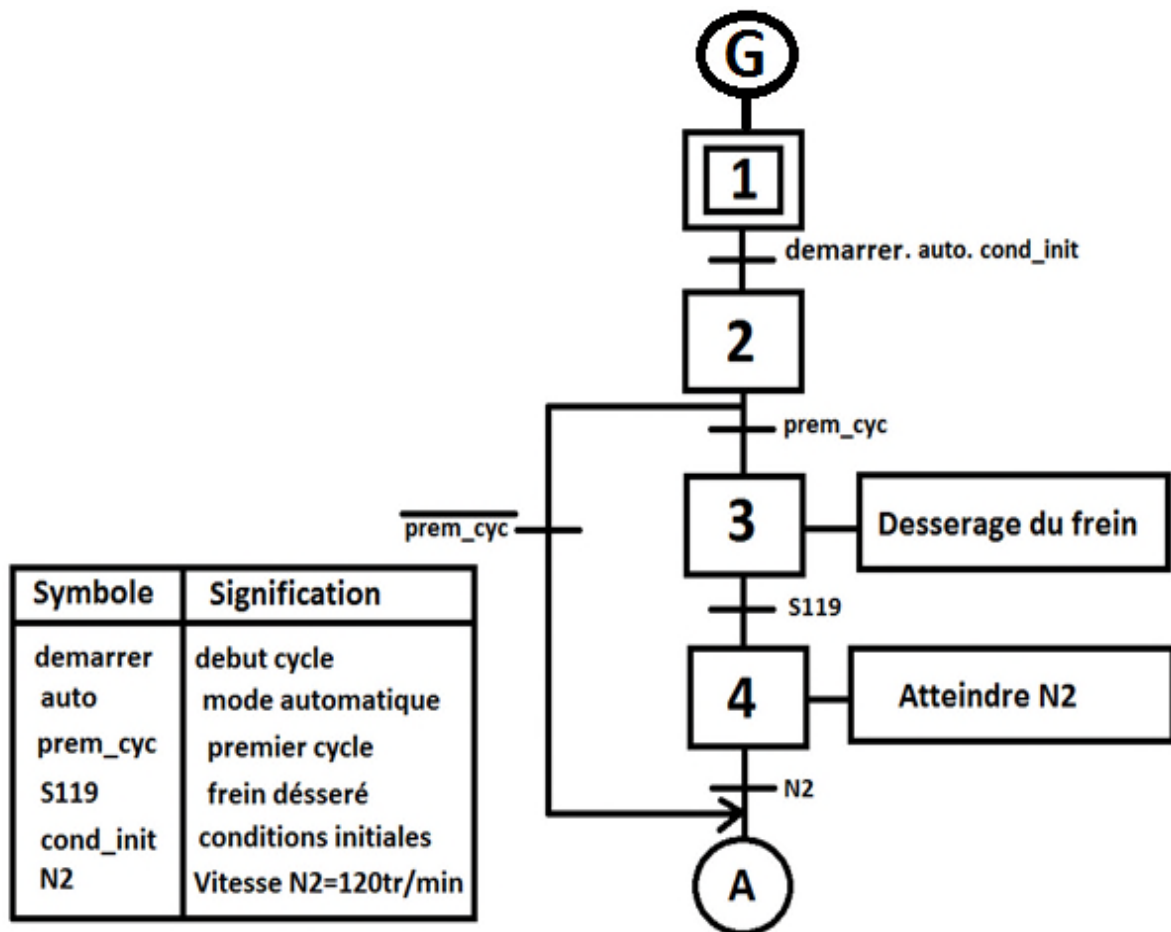 G
1
demarrer. auto. cond_init
2
prem_cyc
3
Desserage du frein
prem_cyc
S119
4
Atteindre N2
N2
A
Symbole Signification
demarrer debut cycle
auto mode automatique
prem_cyc premier cycle
S119 frein désseré
cond_init conditions initiales
N2 Vitesse N2=120tr/min